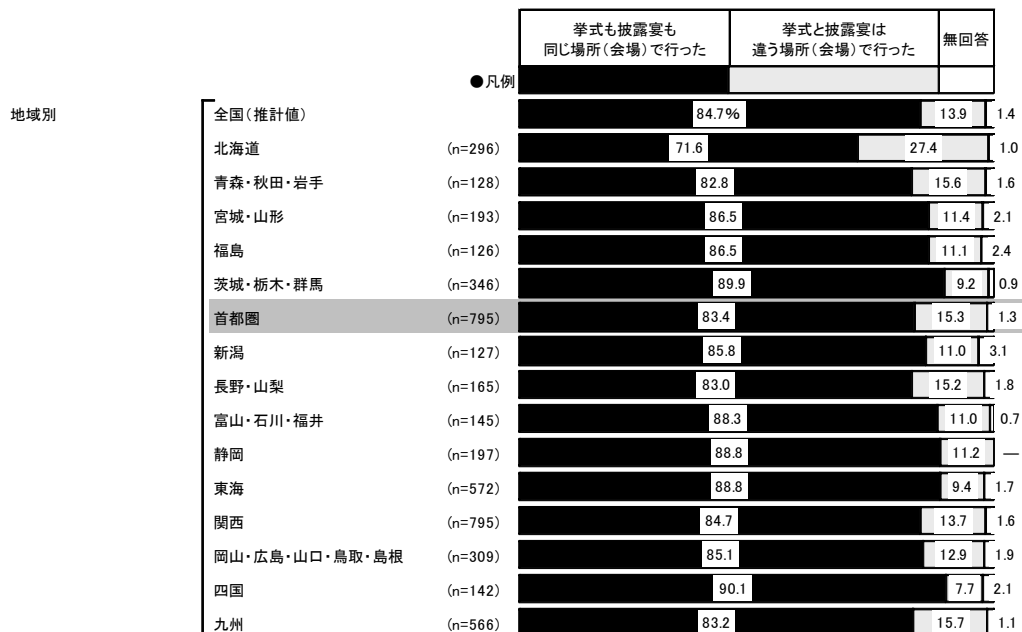 挙式も披露宴も
同じ場所(会場)で行った
挙式と披露宴は
違う場所(会場)で行った
無回答
●凡例
地域別
全国(推計値) 84.7% 13.9 1.4
北海道 (n=296) 71.6 27.4 1.0
青森・秋田・岩手 (n=128) 82.8 15.6 1.6
宮城・山形 (n=193) 86.5 11.4 2.1
福島 (n=126) 86.5 11.1 2.4
茨城・栃木・群馬 (n=346) 89.9 9.2 0.9
首都圏 (n=795) 83.4 15.3 1.3
新潟 (n=127) 85.8 11.0 3.1
長野・山梨 (n=165) 83.0 15.2 1.8
富山・石川・福井 (n=145) 88.3 11.0 0.7
静岡 (n=197) 88.8 11.2 ―
東海 (n=572) 88.8 9.4 1.7
関西 (n=795) 84.7 13.7 1.6
岡山・広島・山口・鳥取・島根 (n=309) 85.1 12.9 1.9
四国 (n=142) 90.1 7.7 2.1
九州 (n=566) 83.2 15.7 1.1